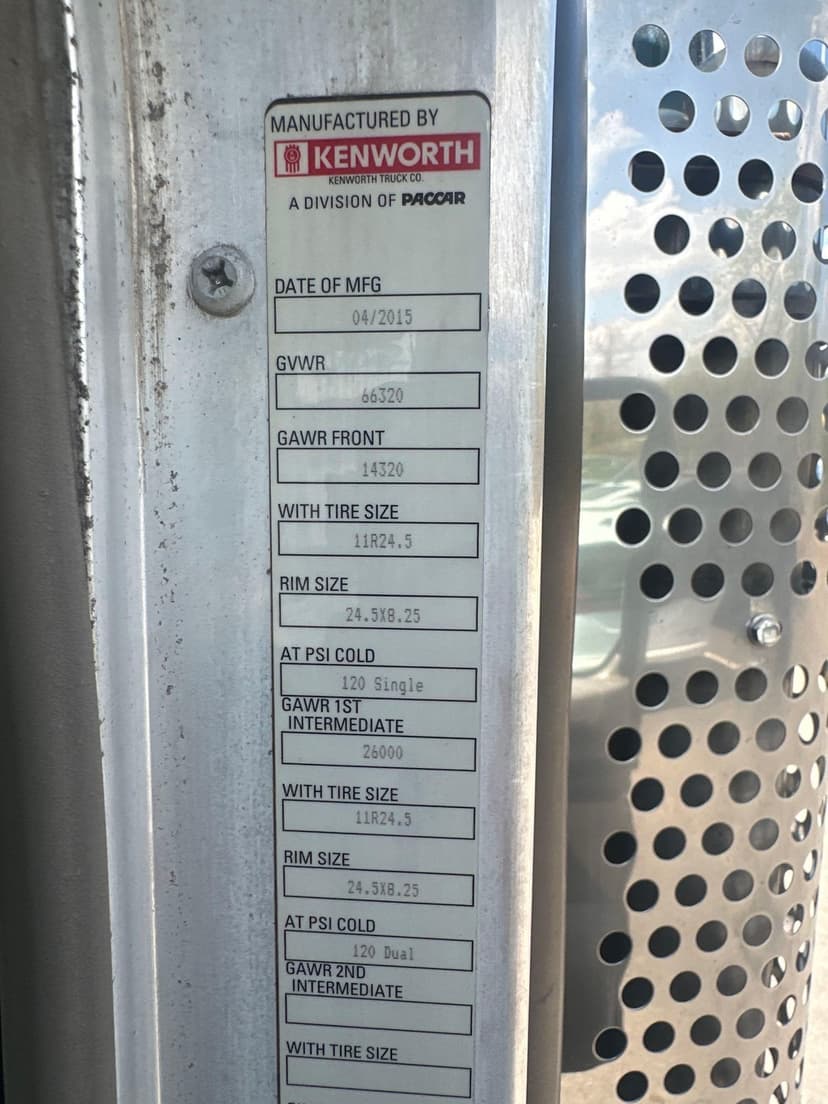 MANUFACTURED BY
KENWORTH
KENWORTH TRUCK CO.
A DIVISION OF PACCAR
DATE OF MFG
04/2015
GVWR
66320
GAWR FRONT
14320
WITH TIRE SIZE
11R24.5
RIM SIZE
24.5X8.25
AT PSI COLD
120 Single
GAWR 1ST
INTERMEDIATE
26000
WITH TIRE SIZE
11R24.5
RIM SIZE
24.5X8.25
AT PSI COLD
120 Dual
GAWR 2ND
INTERMEDIATE
WITH TIRE SIZE